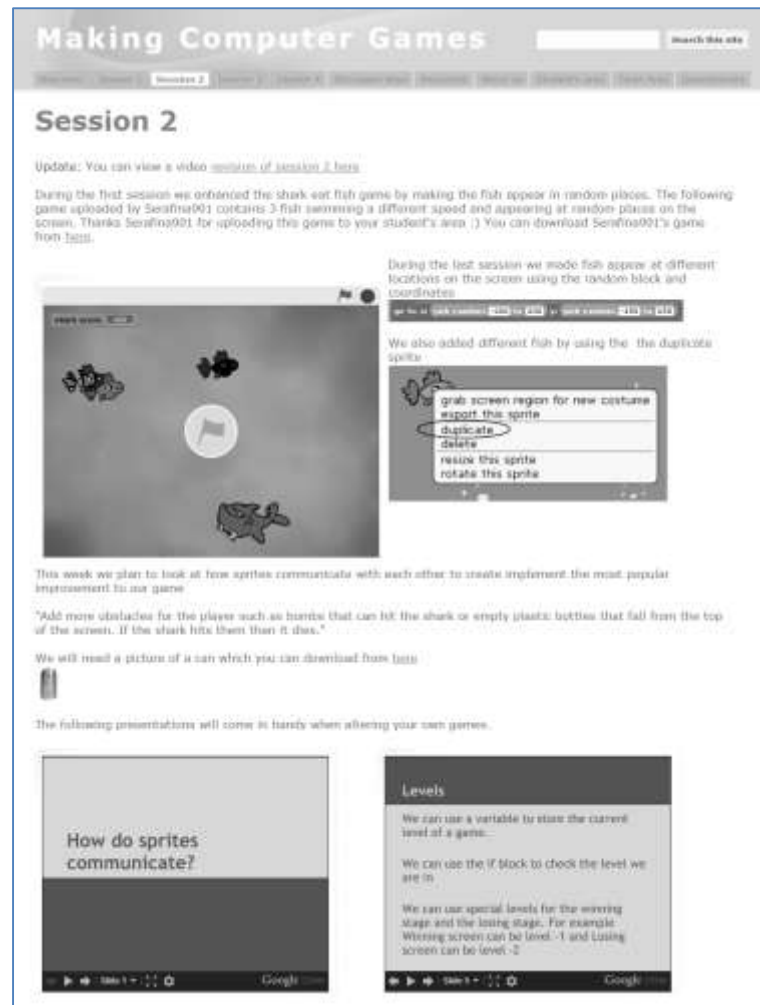 Making Computer Games
Search this site
Session 2
Session 2
Update: You can view a video revision of session 2 here
During the first session we enhanced the shark eat fish game by making the fish appear in random places. The following
game uploaded by Serafina001 contains 3 fish swimming a different speed and appearing at random places on the
screen. Thanks Serafina001 for uploading this game to your student's area :) You can download Serafina001's game
from here.
During the last session we made fish appear at different
locations on the screen using the random block and
coordinates
We also added different fish by using the the duplicate
sprite
grab screen region for new costume
export this sprite
duplicate
delete
resize this sprite
rotate this sprite
This week we plan to look at how sprites communicate with each other to create implement the most popular
improvement to our game
"Add more obstacles for the player such as bombs that can hit the shark or empty plastic bottles that fall from the top
of the screen. If the shark hits them then it dies."
We will need a picture of a can which you can download from here
The following presentations will come in handy when altering your own games.
How do sprites
communicate?
Slide 1
Google
Levels
We can use a variable to store the current
level of a game.
We can use the if block to check the level we
are in
We can use special levels for the winning
stage and the losing stage. For example
Winning screen can be level -1 and Losing
screen can be level -2
Slide 1
Google